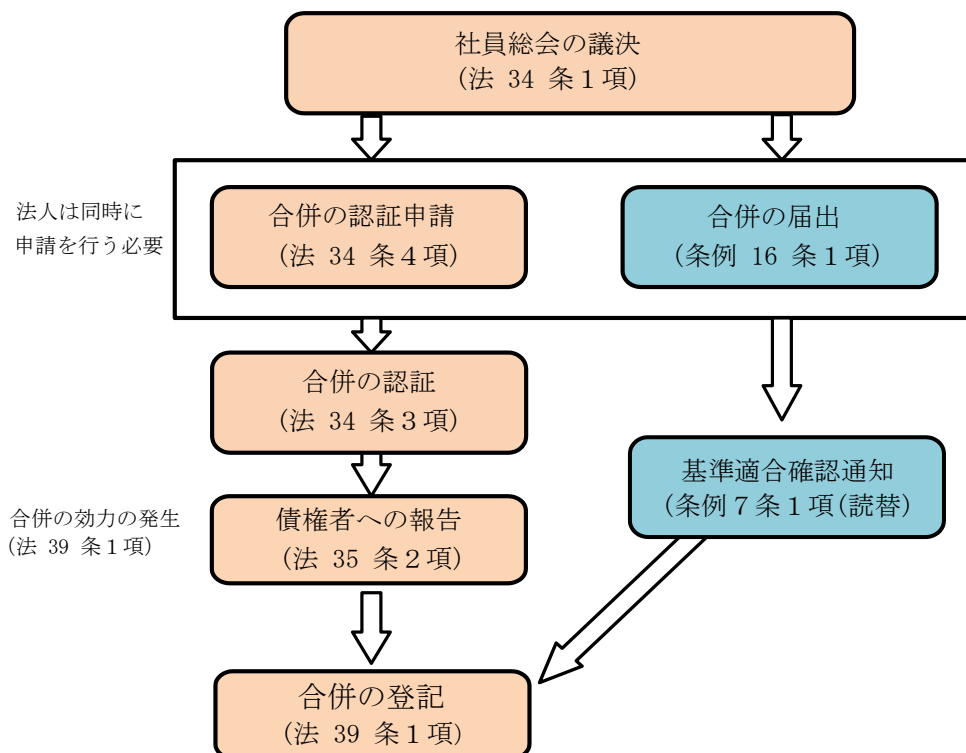 社員総会の議決
(法 34 条１項)
法人は同時に
申請を行う必要
合併の認証申請
(法 34 条４項)
合併の届出
(条例 16 条１項)
合併の認証
(法 34 条３項)
基準適合確認通知
(条例７条１項(読替)
合併の効力の発生
(法 39 条１項)
債権者への報告
(法 35 条２項)
合併の登記
(法 39 条１項)